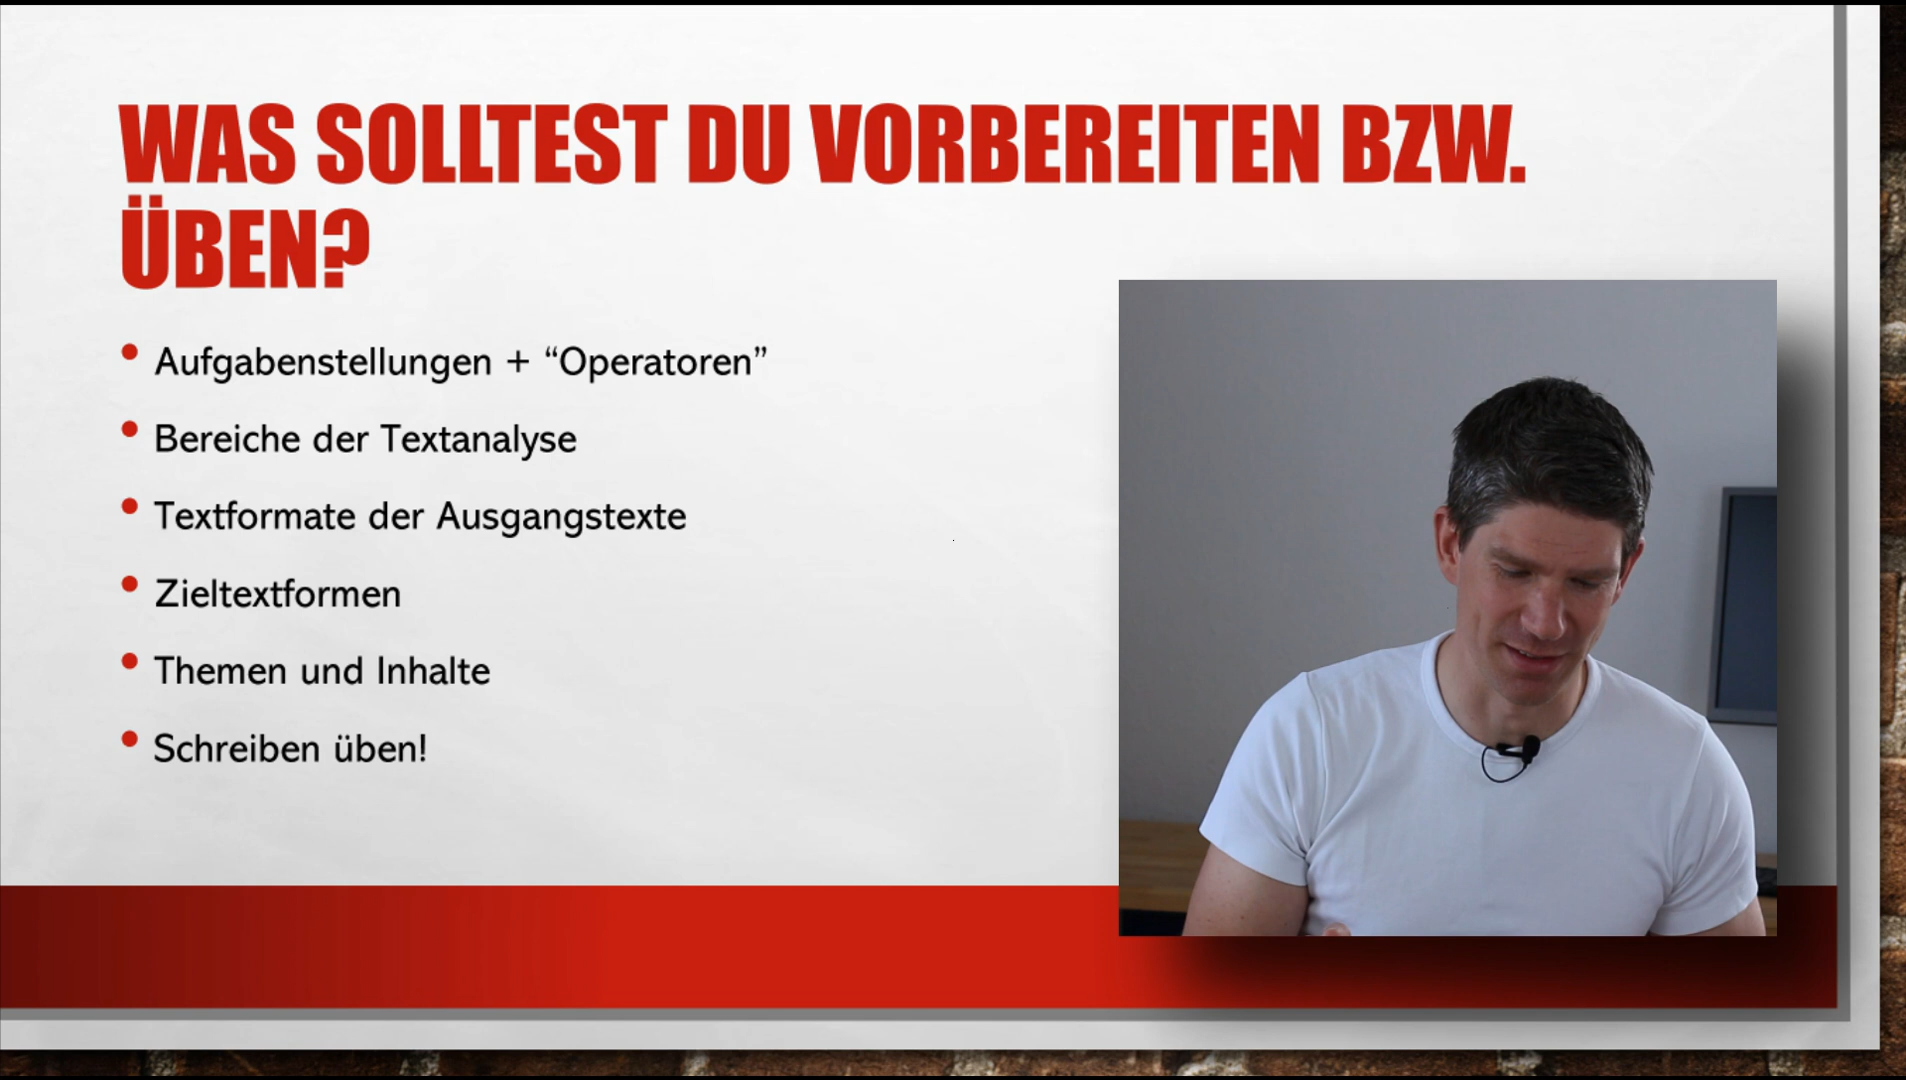 WAS SOLLTEST DU VORBEREITEN BZW.
ÜBEN?
• Aufgabenstellungen + “Operatoren”
• Bereiche der Textanalyse
• Textformate der Ausgangstexte
• Zieltextformen
• Themen und Inhalte
• Schreiben üben!